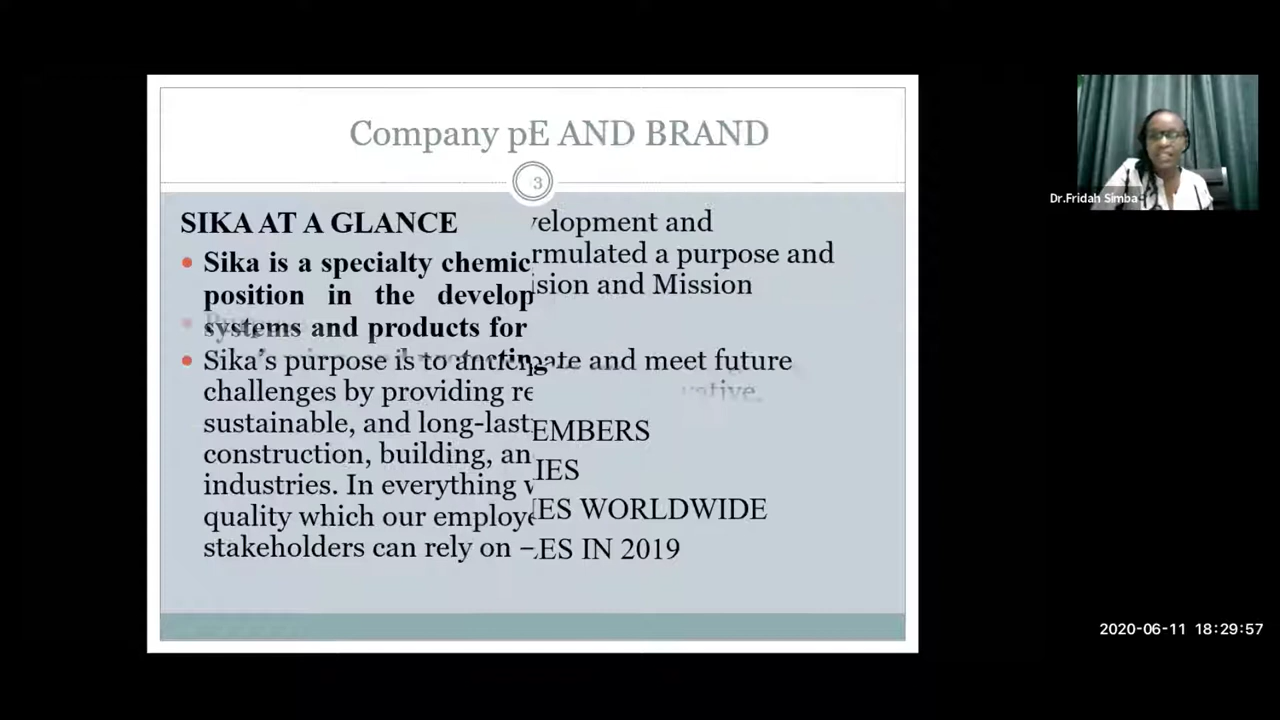 Company pE AND BRAND
3
SIKA AT A GLANCE
velopment and
Sika is a specialty chemic
rmulated a purpose and
position in the develop
ision and Mission
systems and products for
Sika's purpose is to anticipate and meet future
challenges by providing re
vative.
sustainable, and long-last
EMBERS
construction, building, an
IES
industries. In everything w
ES WORLDWIDE
quality which our employe
stakeholders can rely on –
ES IN 2019
Dr.Fridah Simba
2020-06-11 18:29:57